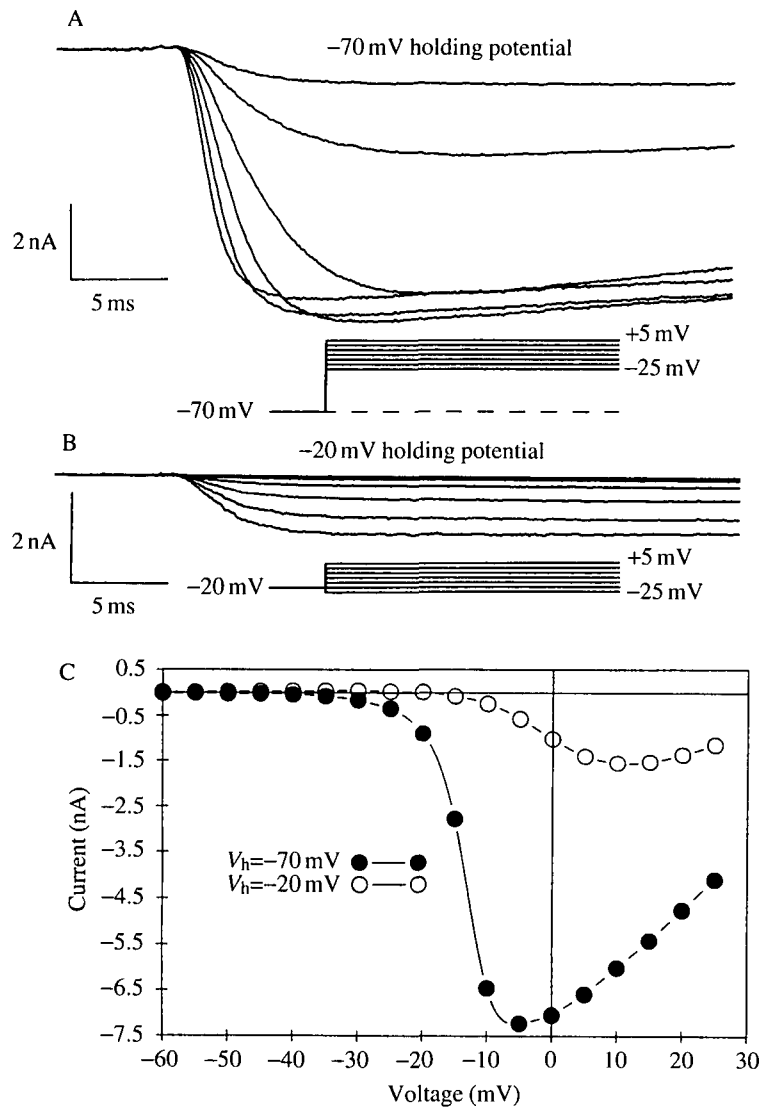 A
−70 mV holding potential
2 nA
5 ms
+5 mV
−25 mV
−70 mV
B
−20 mV holding potential
2 nA
5 ms
+5 mV
−25 mV
−20 mV
C
0.5
−0.5
−1.5
−2.5
−3.5
−4.5
−5.5
−6.5
−7.5
Current (nA)
Vh=−70 mV
Vh=−20 mV
−60 −50 −40 −30 −20 −10 0 10 20 30
Voltage (mV)